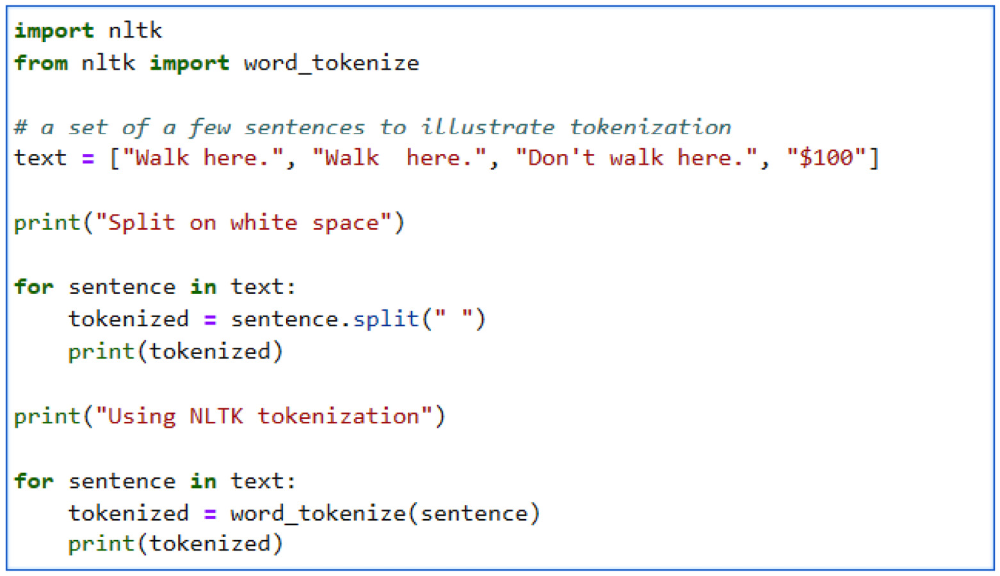 import nltk
from nltk import word_tokenize
# a set of a few sentences to illustrate tokenization
text = ["Walk here.", "Walk  here.", "Don't walk here.", "$100"]
print("Split on white space")
for sentence in text:
    tokenized = sentence.split(" ")
    print(tokenized)
print("Using NLTK tokenization")
for sentence in text:
    tokenized = word_tokenize(sentence)
    print(tokenized)